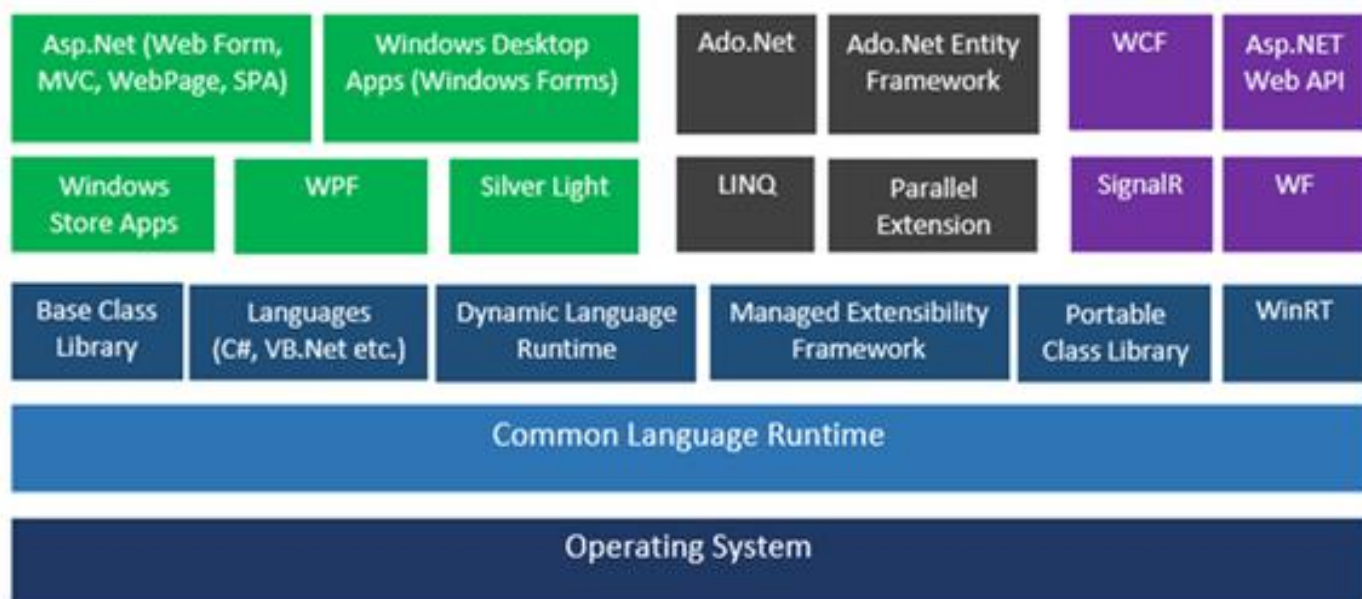 Asp.Net (Web Form,
MVC, WebPage, SPA)
Windows Desktop
Apps (Windows Forms)
Ado.Net
Ado.Net Entity
Framework
WCF
Asp.NET
Web API
Windows
Store Apps
WPF
Silver Light
LINQ
Parallel
Extension
SignalR
WF
Base Class
Library
Languages
(C#, VB.Net etc.)
Dynamic Language
Runtime
Managed Extensibility
Framework
Portable
Class Library
WinRT
Common Language Runtime
Operating System